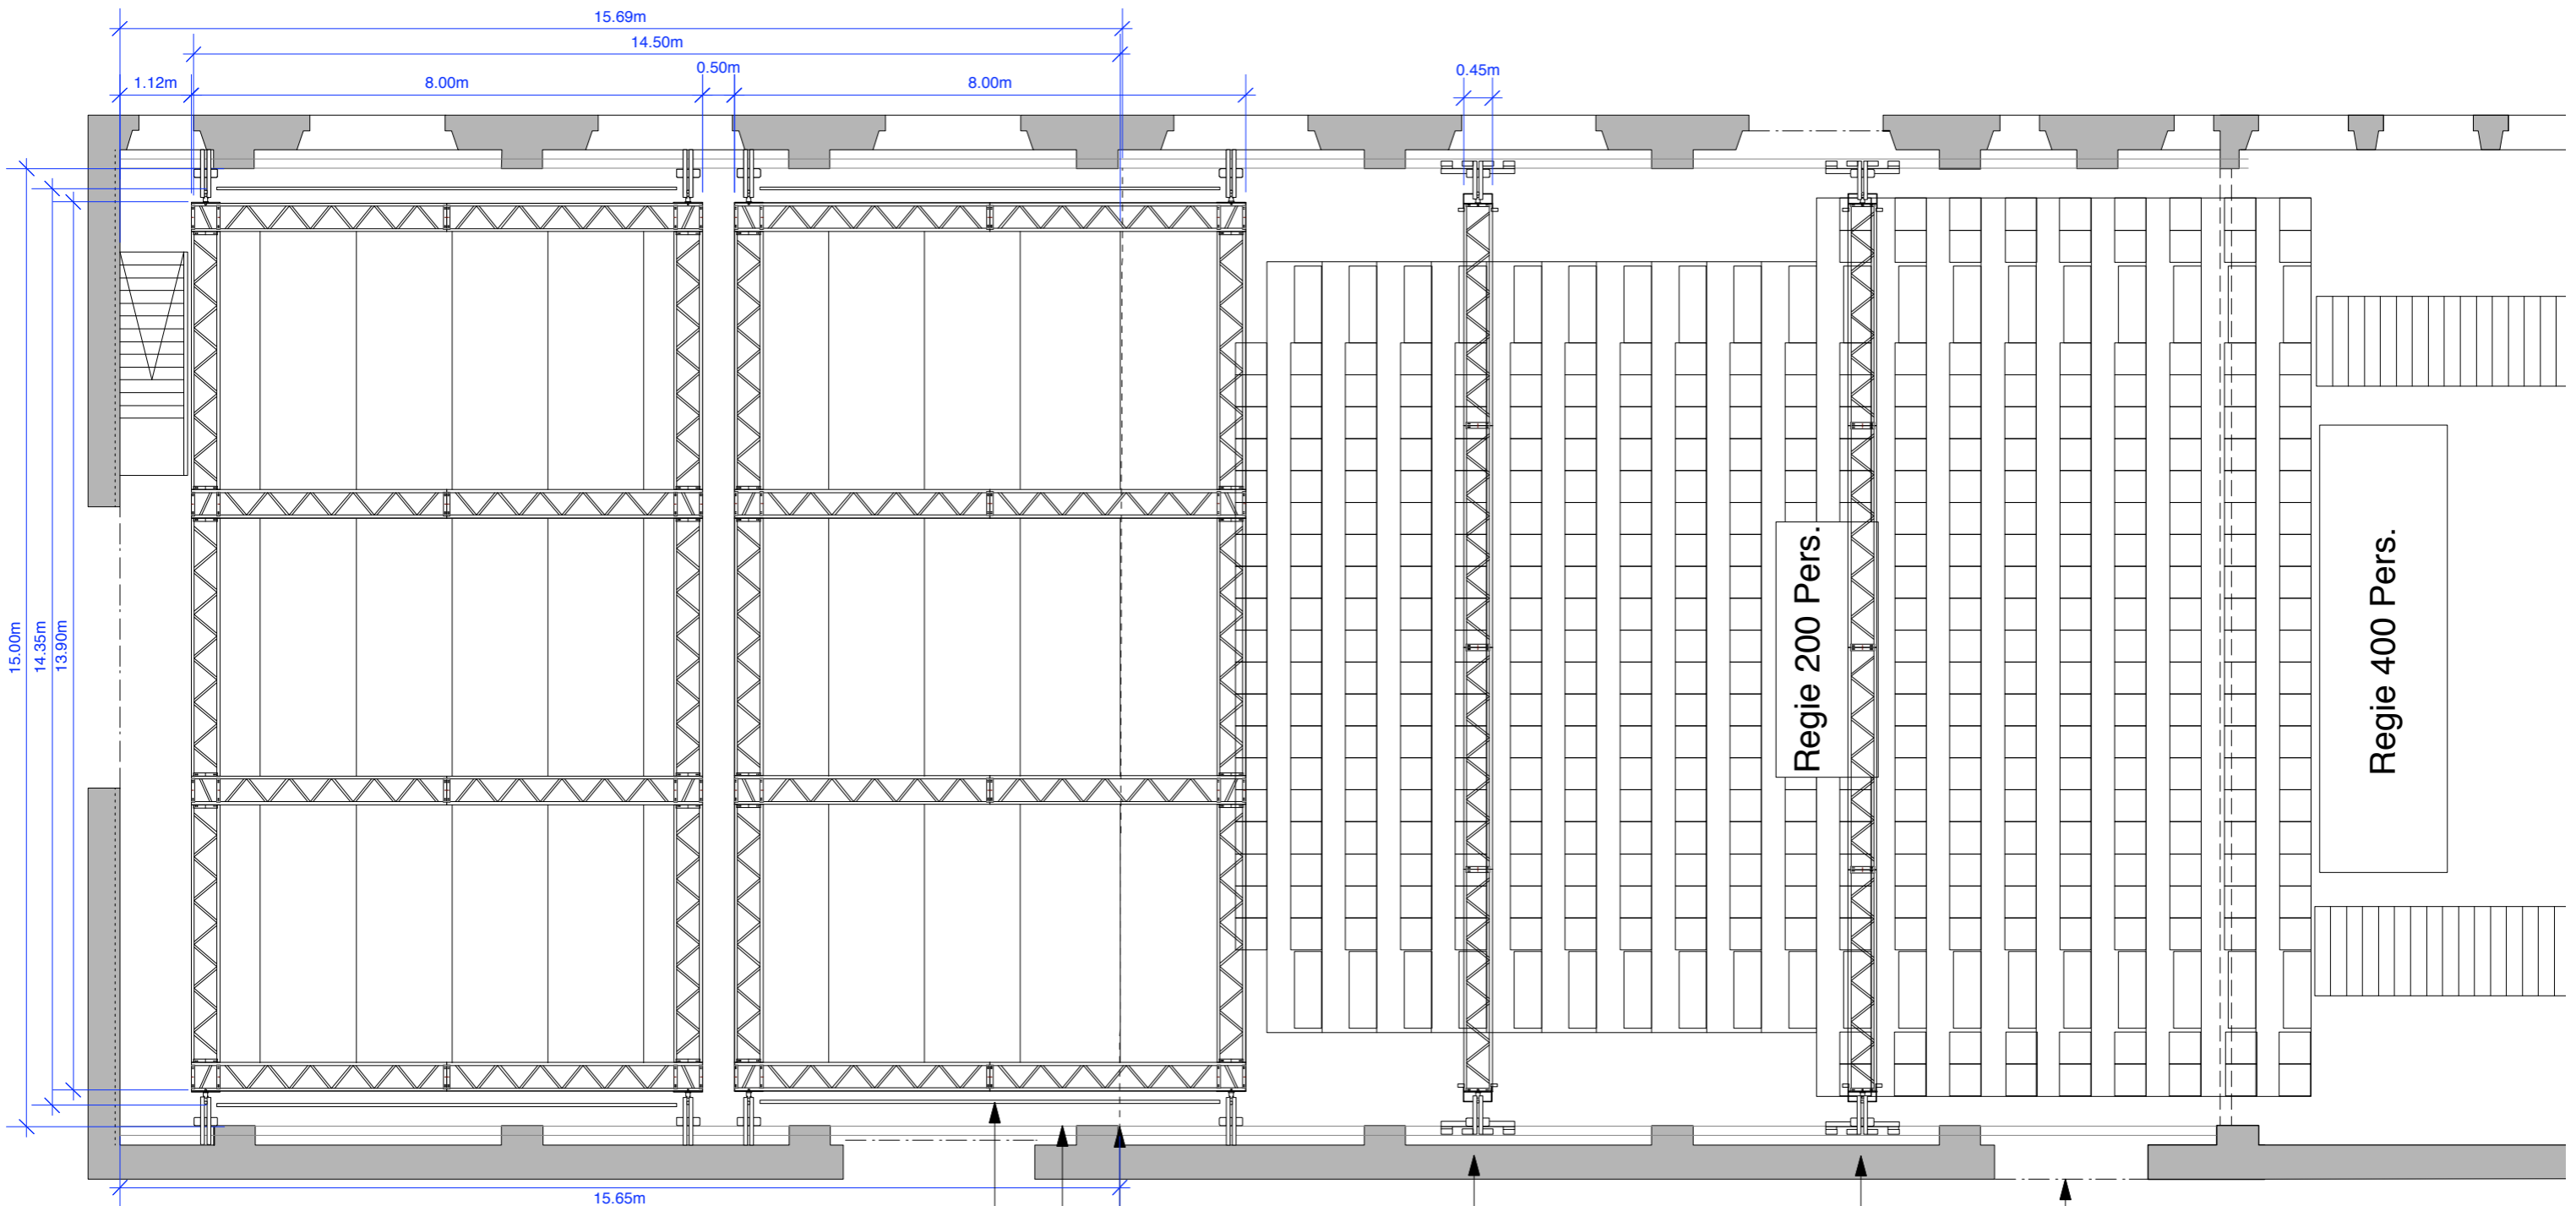 15.69m
14.50m
0.50m
0.45m
1.12m
8.00m
8.00m
15.00m
14.35m
13.90m
Regie 200 Pers.
Regie 400 Pers.
15.65m